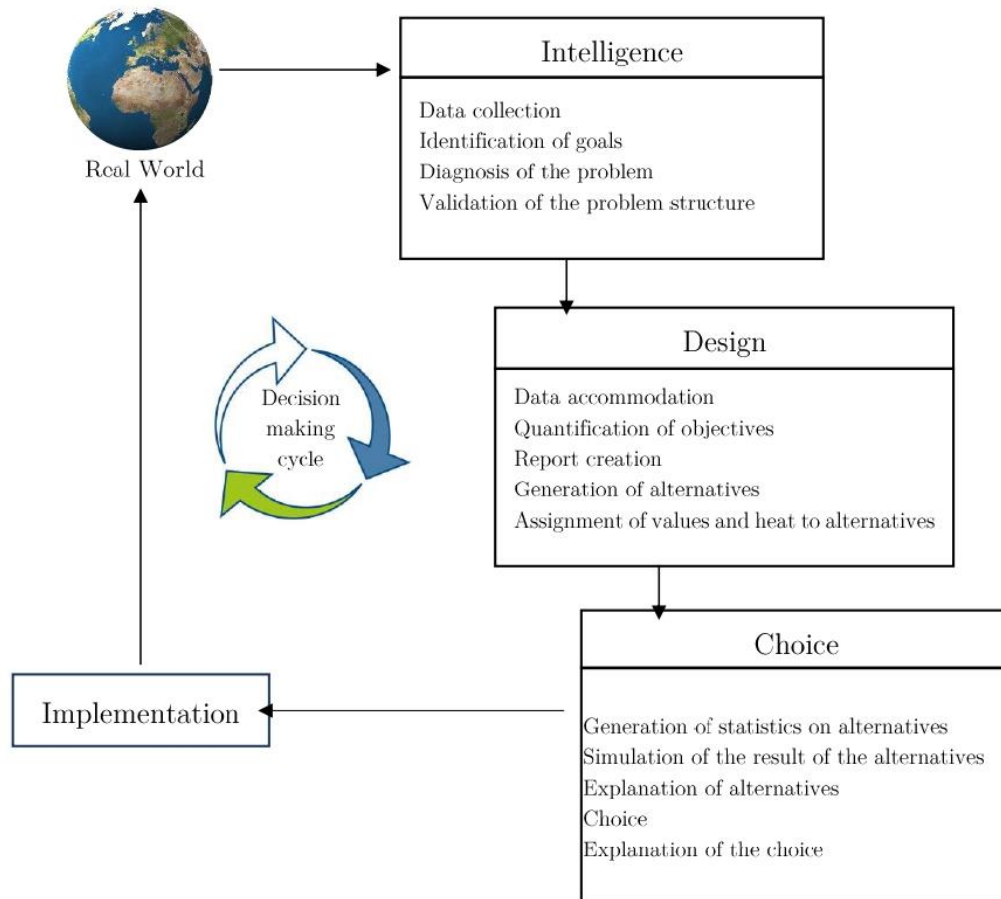 Intelligence
Data collection
Identification of goals
Diagnosis of the problem
Validation of the problem structure
Real World
Design
Data accommodation
Quantification of objectives
Report creation
Generation of alternatives
Assignment of values and heat to alternatives
Decision
making
cycle
Choice
Generation of statistics on alternatives
Simulation of the result of the alternatives
Explanation of alternatives
Choice
Explanation of the choice
Implementation